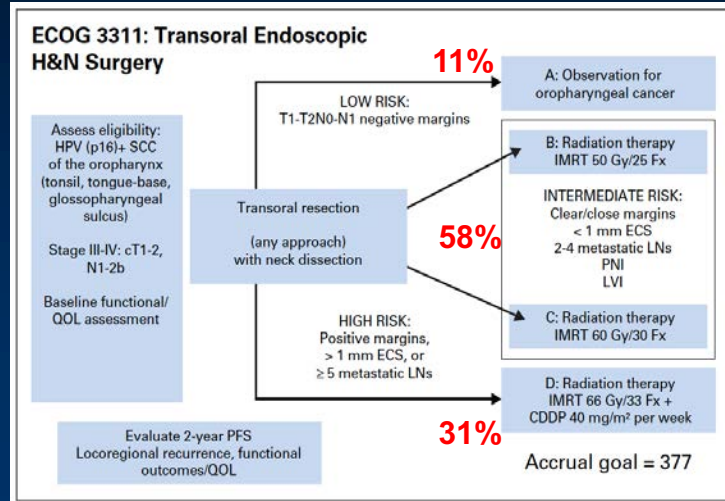 ECOG 3311: Transoral Endoscopic
H&N Surgery
11%
A: Observation for
oropharyngeal cancer
LOW RISK:
T1-T2N0-N1 negative margins
Assess eligibility:
HPV (p16)+ SCC
of the oropharynx
(tonsil, tongue-base,
glossopharyngeal
sulcus)
Stage III-IV: cT1-2,
N1-2b
Baseline functional/
QOL assessment
Transoral resection
(any approach)
with neck dissection
58%
B: Radiation therapy
IMRT 50 Gy/25 Fx
INTERMEDIATE RISK:
Clear/close margins
< 1 mm ECS
2-4 metastatic LNs
PNI
LVI
C: Radiation therapy
IMRT 60 Gy/30 Fx
HIGH RISK:
Positive margins,
> 1 mm ECS, or
≥ 5 metastatic LNs
31%
D: Radiation therapy
IMRT 66 Gy/33 Fx +
CDDP 40 mg/m² per week
Evaluate 2-year PFS
Locoregional recurrence, functional
outcomes/QOL
Accrual goal = 377